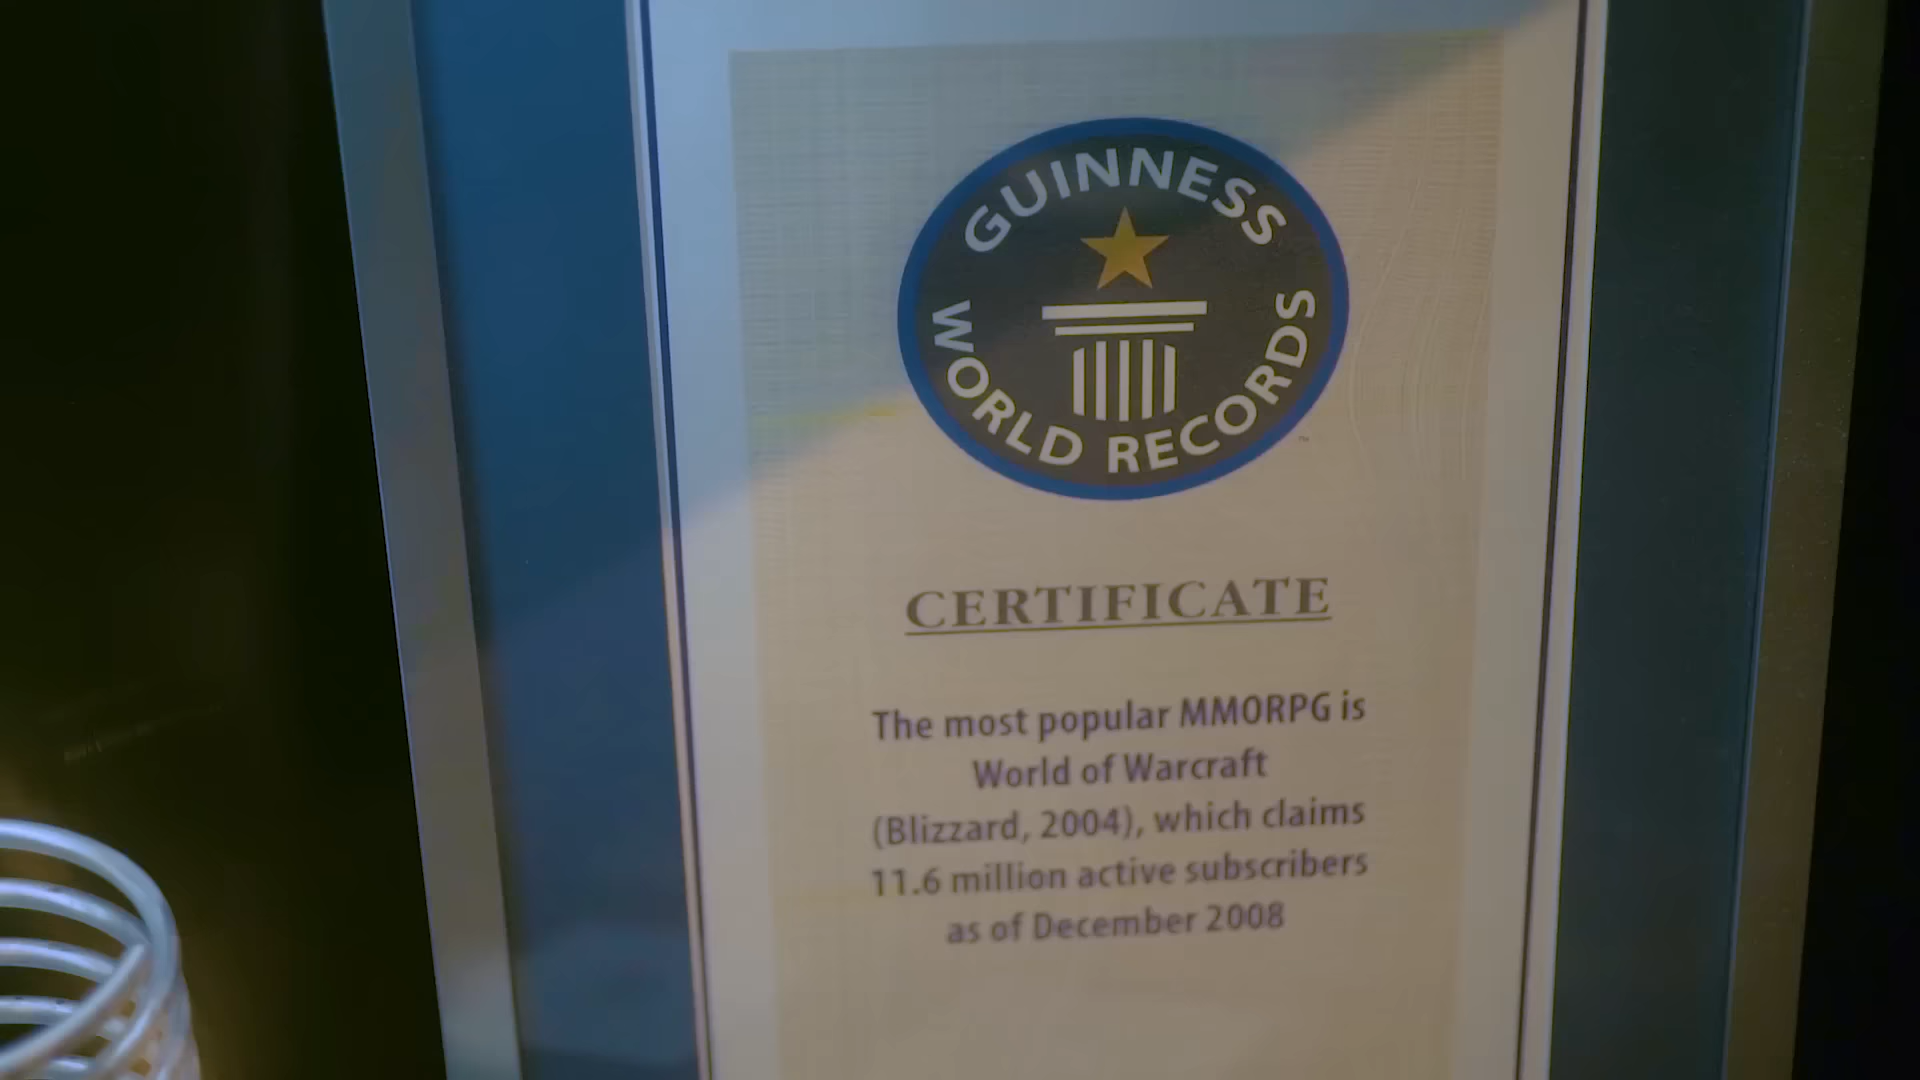 GUINNESS
WORLD RECORDS
™
CERTIFICATE
The most popular MMORPG is
World of Warcraft
(Blizzard, 2004), which claims
11.6 million active subscribers
as of December 2008